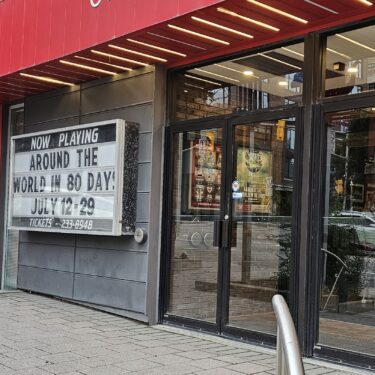 NOW PLAYING
AROUND THE
WORLD IN 80 DAYS
JULY 12-29
TICKETS -233-8948